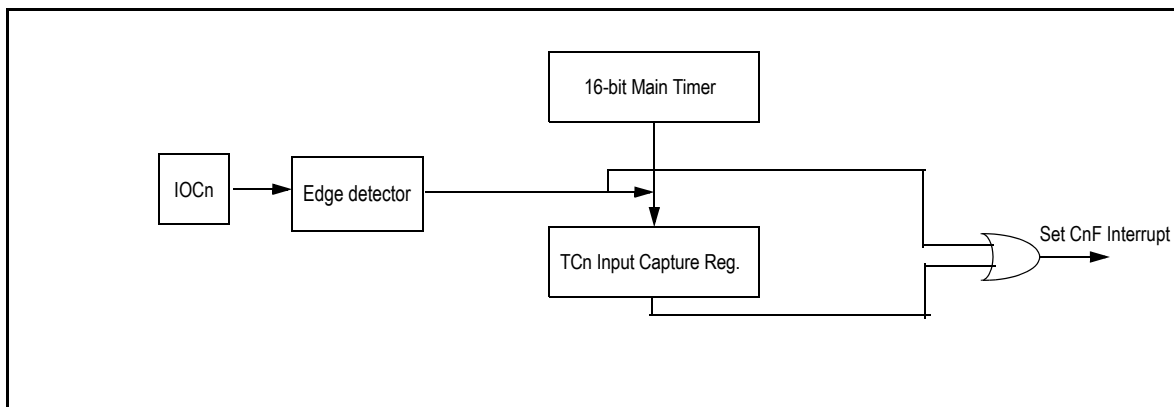 16-bit Main Timer
IOCn
Edge detector
TCn Input Capture Reg.
Set CnF Interrupt